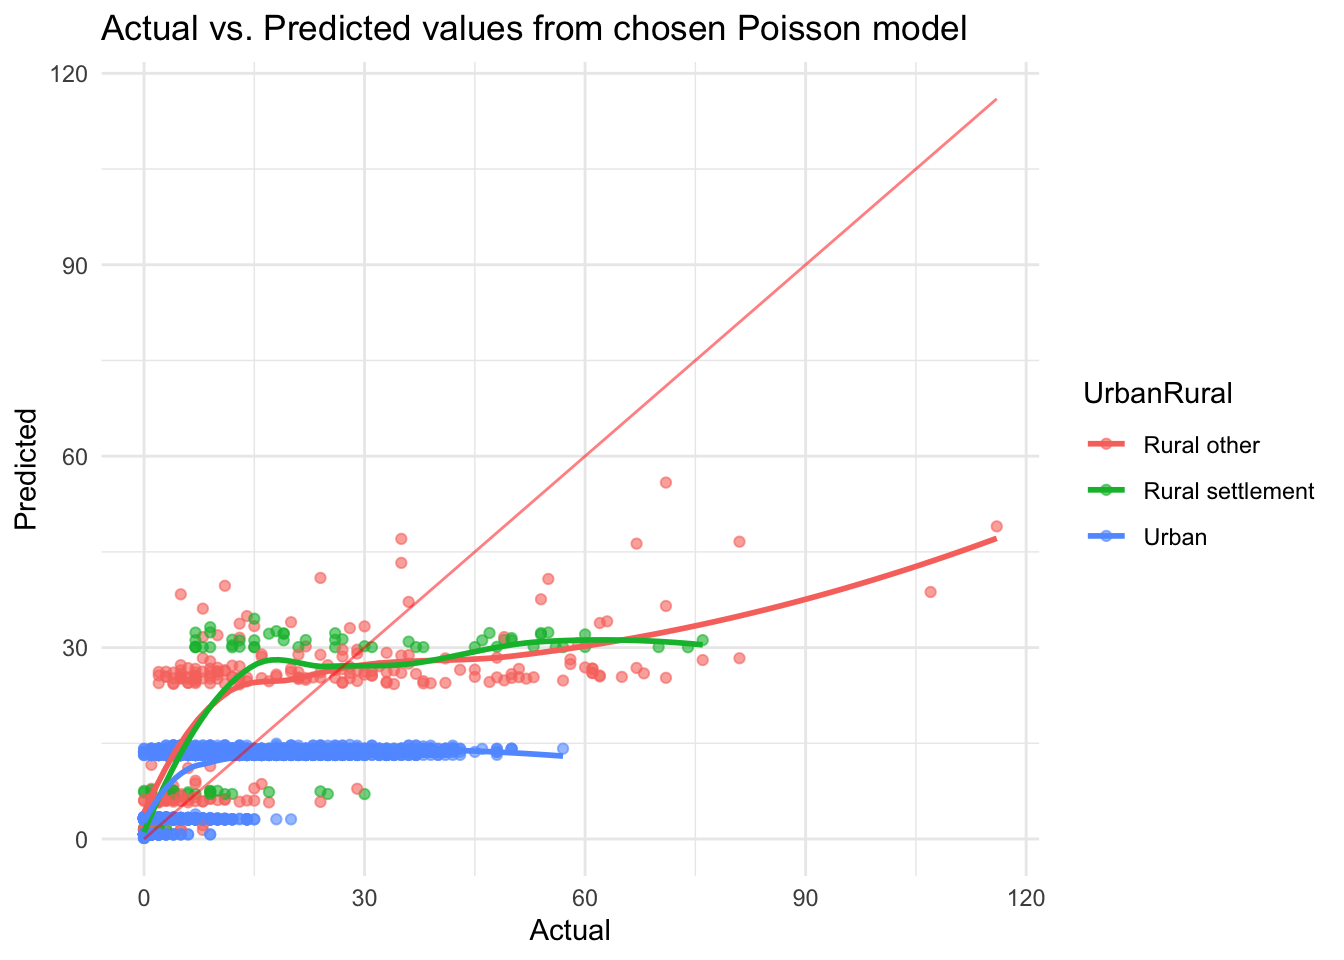 Actual vs. Predicted values from chosen Poisson model
120
90
60
30
0
Predicted
0 30 60 90 120
Actual
UrbanRural
Rural other
Rural settlement
Urban